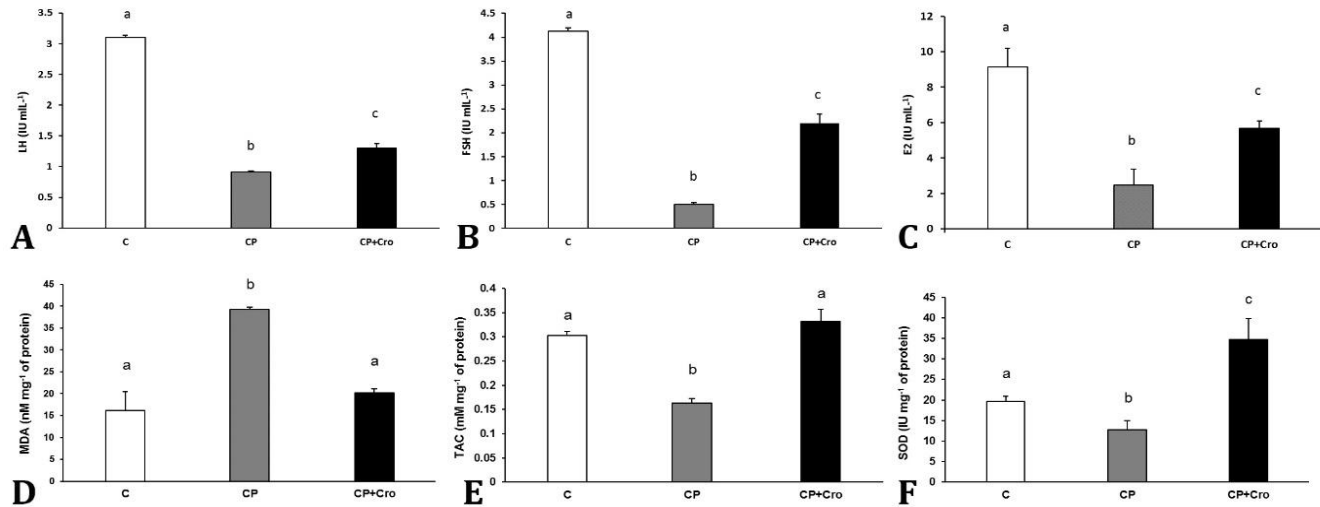 LH (IU mlL⁻¹)
3.5
3
2.5
2
1.5
1
0.5
0
a
b
c
C
CP
CP+Cro
A
FSH (IU mlL⁻¹)
4.5
4
3.5
3
2.5
2
1.5
1
0.5
0
a
b
c
C
CP
CP+Cro
B
E2 (IU mlL⁻¹)
12
10
8
6
4
2
0
a
b
c
C
CP
CP+Cro
C
MDA (nM mg⁻¹ of protein)
45
40
35
30
25
20
15
10
5
0
a
b
a
C
CP
CP+Cro
D
TAC (mM mg⁻¹ of protein)
0.4
0.35
0.3
0.25
0.2
0.15
0.1
0.05
0
a
b
a
C
CP
CP+Cro
E
SOD (IU mg⁻¹ of protein)
45
40
35
30
25
20
15
10
5
0
a
b
c
C
CP
CP+Cro
F